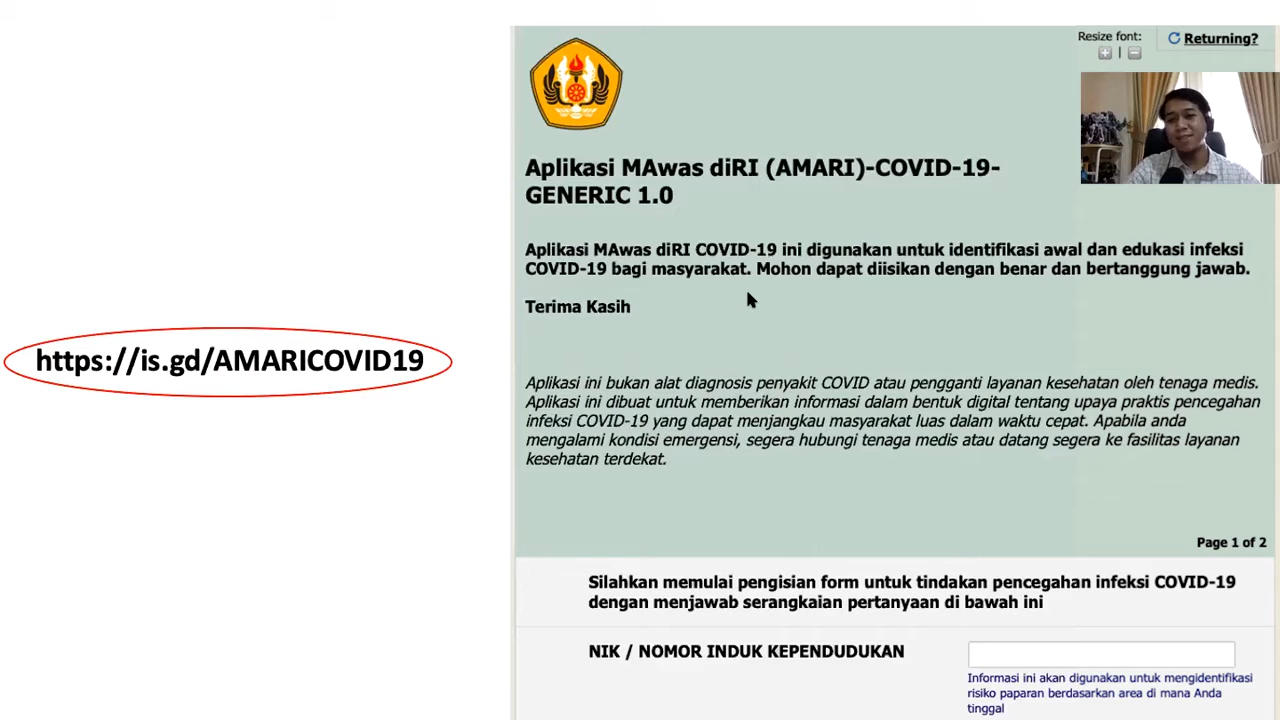 https://is.gd/AMARICOVID19
Resize font:
Returning?
+ | -
Aplikasi MAwas diRI (AMARI)-COVID-19-
GENERIC 1.0
Aplikasi MAwas diRI COVID-19 ini digunakan untuk identifikasi awal dan edukasi infeksi
COVID-19 bagi masyarakat. Mohon dapat diisikan dengan benar dan bertanggung jawab.
Terima Kasih
Aplikasi ini bukan alat diagnosis penyakit COVID atau pengganti layanan kesehatan oleh tenaga medis.
Aplikasi ini dibuat untuk memberikan informasi dalam bentuk digital tentang upaya praktis pencegahan
infeksi COVID-19 yang dapat menjangkau masyarakat luas dalam waktu cepat. Apabila anda
mengalami kondisi emergensi, segera hubungi tenaga medis atau datang segera ke fasilitas layanan
kesehatan terdekat.
Page 1 of 2
Silahkan memulai pengisian form untuk tindakan pencegahan infeksi COVID-19
dengan menjawab serangkaian pertanyaan di bawah ini
NIK / NOMOR INDUK KEPENDUDUKAN
Informasi ini akan digunakan untuk mengidentifikasi
risiko paparan berdasarkan area di mana Anda
tinggal